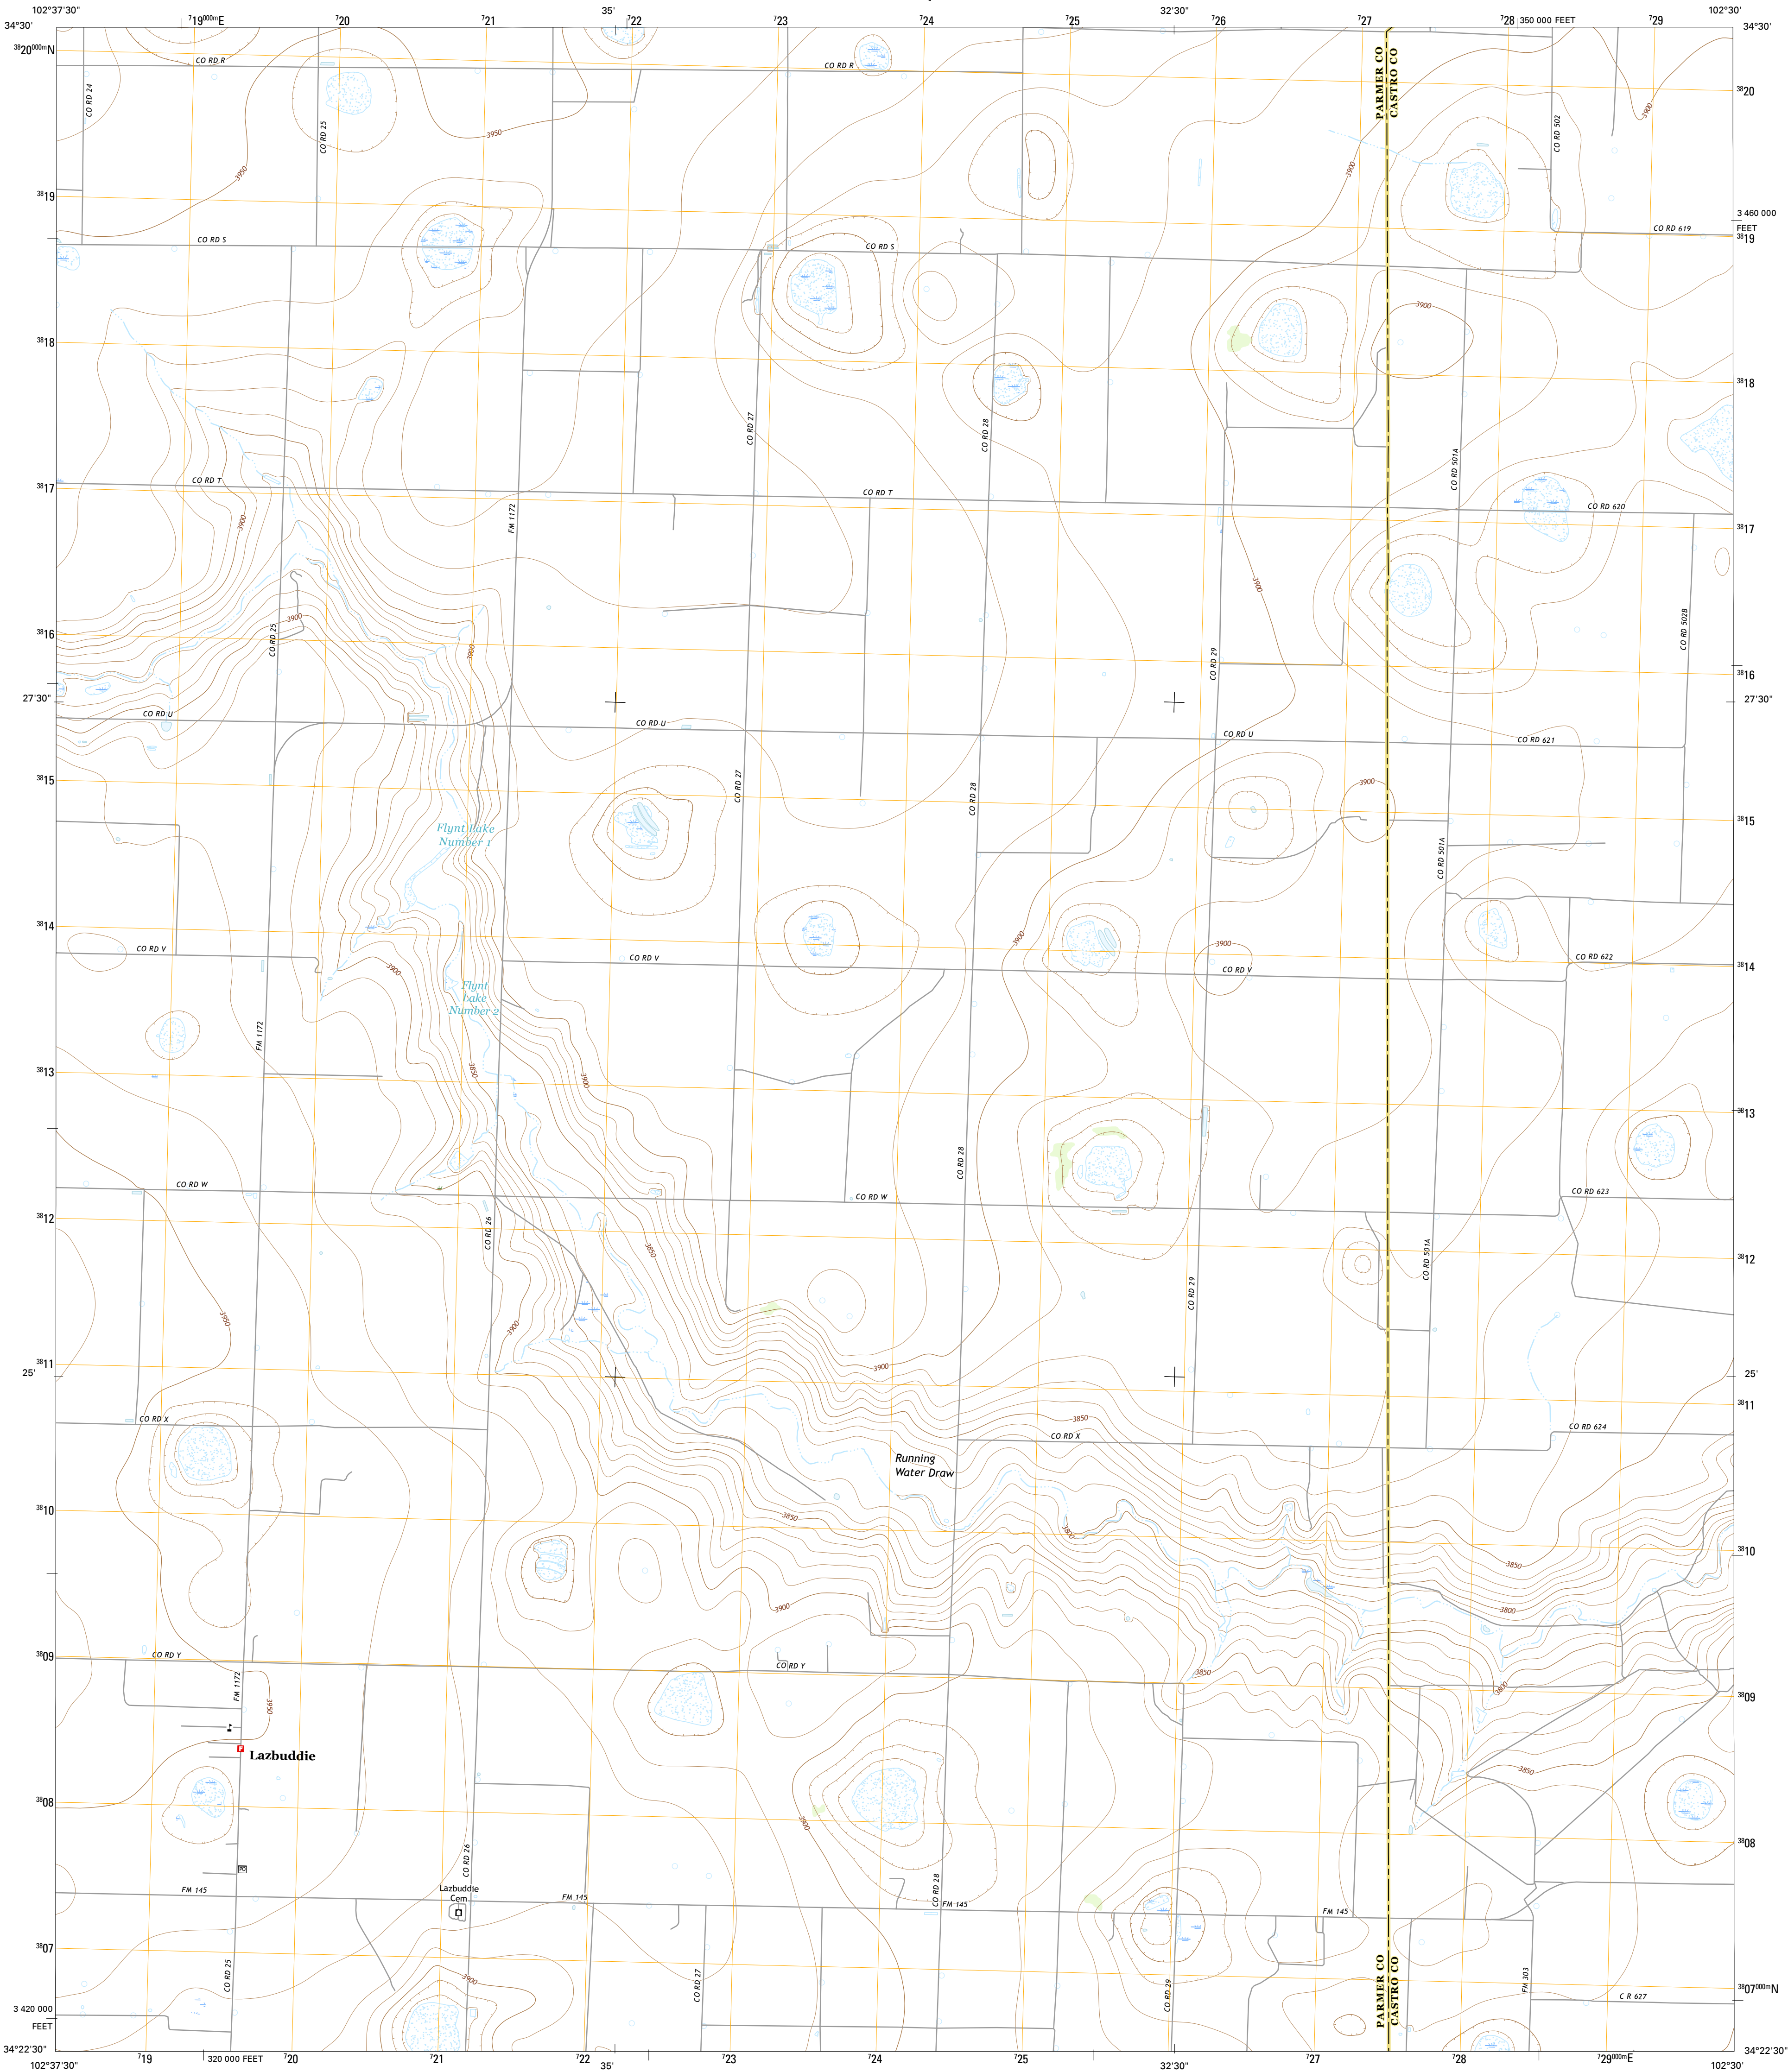 102°37'30" 719000mE 720 721 35' 722 723 724 725 32'30" 726 727 728 350 000 FEET 729 102°30'
34°30' 34°30'
3820000mN
CO RD R CO RD R
PARMER CO
CASTRO CO
3820
CO RD 24
CO RD 25
3950
3900
CO RD 502
3950
3900
3819
3 460 000
FEET
3819
CO RD 619
CO RD S CO RD S
3900
3818
3818
CO RD 27
CO RD 28
CO RD 501A
CO RD T CO RD T
CO RD 620
3817
3817
3900
FM 1172
3900
3900
3816
CO RD 25
3900
CO RD 29
CO RD 502B
3816
27'30" 27'30"
CO RD U CO RD U CO RD U CO RD 621
3815
CO RD 27
CO RD 28
3900
3815
Flynt Lake
Number 1
CO RD 501A
3814
CO RD V
CO RD V
3900
3900
CO RD V
CO RD 622
3814
3900
Flynt
Lake
Number 2
FM 1172
3813
3850
3900
3813
CO RD 28
CO RD W
CO RD W
CO RD 623
3812
CO RD 26
3850
CO RD 29
CO RD 501A
3812
3950
3900
3811
3900
25' 25'
3811
CO RD X
3850
CO RD X
CO RD 624
Running
Water Draw
3810
3850
3800
3810
3850
3900
3800
3809
CO RD Y
CO RD Y
3850
FM 1172
3950
3800
3809
F
Lazbuddie
3850
3808
3900
3808
CO RD 26
PO
Lazbuddie
Cem
CO RD 28
FM 145 FM 145 FM 145 FM 145
3807
CO RD 25
3900
CO RD 27
CO RD 29
PARMER CO
CASTRO CO
FM 303
3807000mN
C R 627
3 420 000
FEET
34°22'30" 34°22'30"
102°37'30" 719 320 000 FEET 720 721 722 35' 723 724 725 32'30" 727 728 729000mE 102°30'